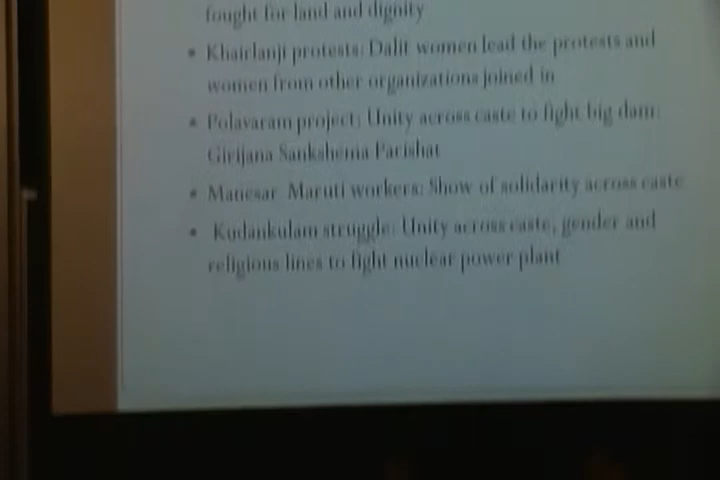 fought for land and dignity
• Khairlanji protests: Dalit women lead the protests and
women from other organizations joined in
• Polavaram project: Unity across caste to fight big dam:
Girijana Sankshema Parishat
• Manesar Maruti workers: Show of solidarity across caste
• Kudankulam struggle: Unity across caste, gender and
religious lines to fight nuclear power plant